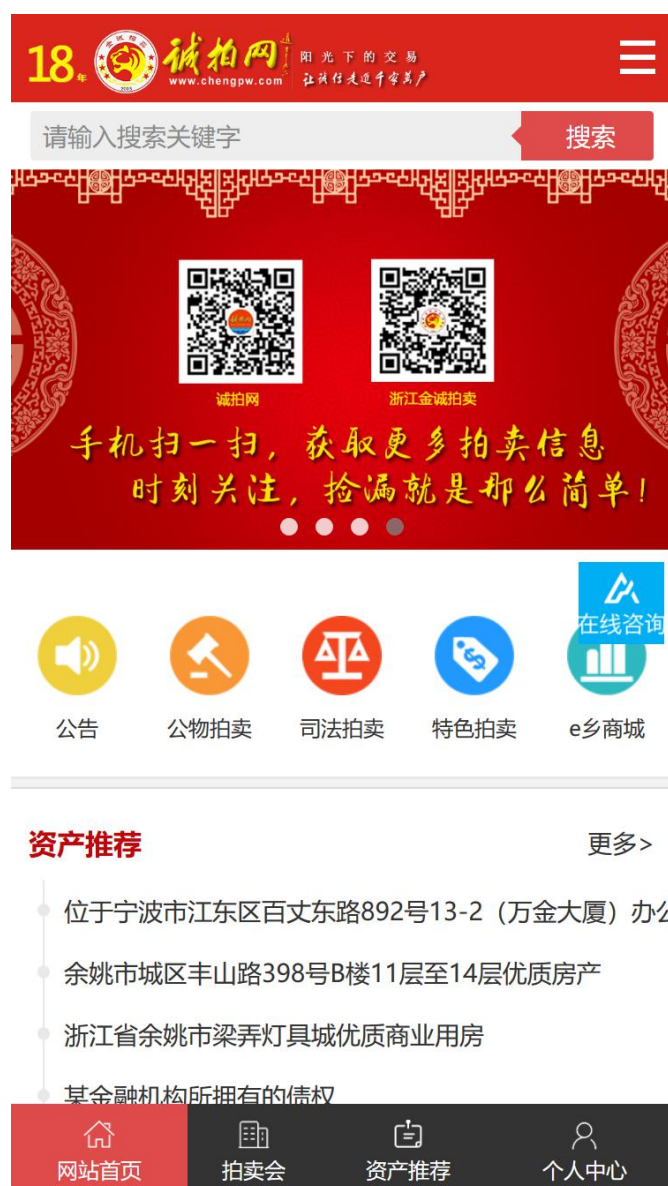 18年
诚拍网
www.chengpw.com
阳光下的交易
让诚信走进千家万户
请输入搜索关键字
搜索
诚拍网
浙江金诚拍卖
手机扫一扫，获取更多拍卖信息
时刻关注，捡漏就是那么简单！
在线咨询
公告
公物拍卖
司法拍卖
特色拍卖
e乡商城
资产推荐
更多>
位于宁波市江东区百丈东路892号13-2（万金大厦）办公
余姚市城区丰山路398号B楼11层至14层优质房产
浙江省余姚市梁弄灯具城优质商业用房
某金融机构所拥有的债权
网站首页
拍卖会
资产推荐
个人中心